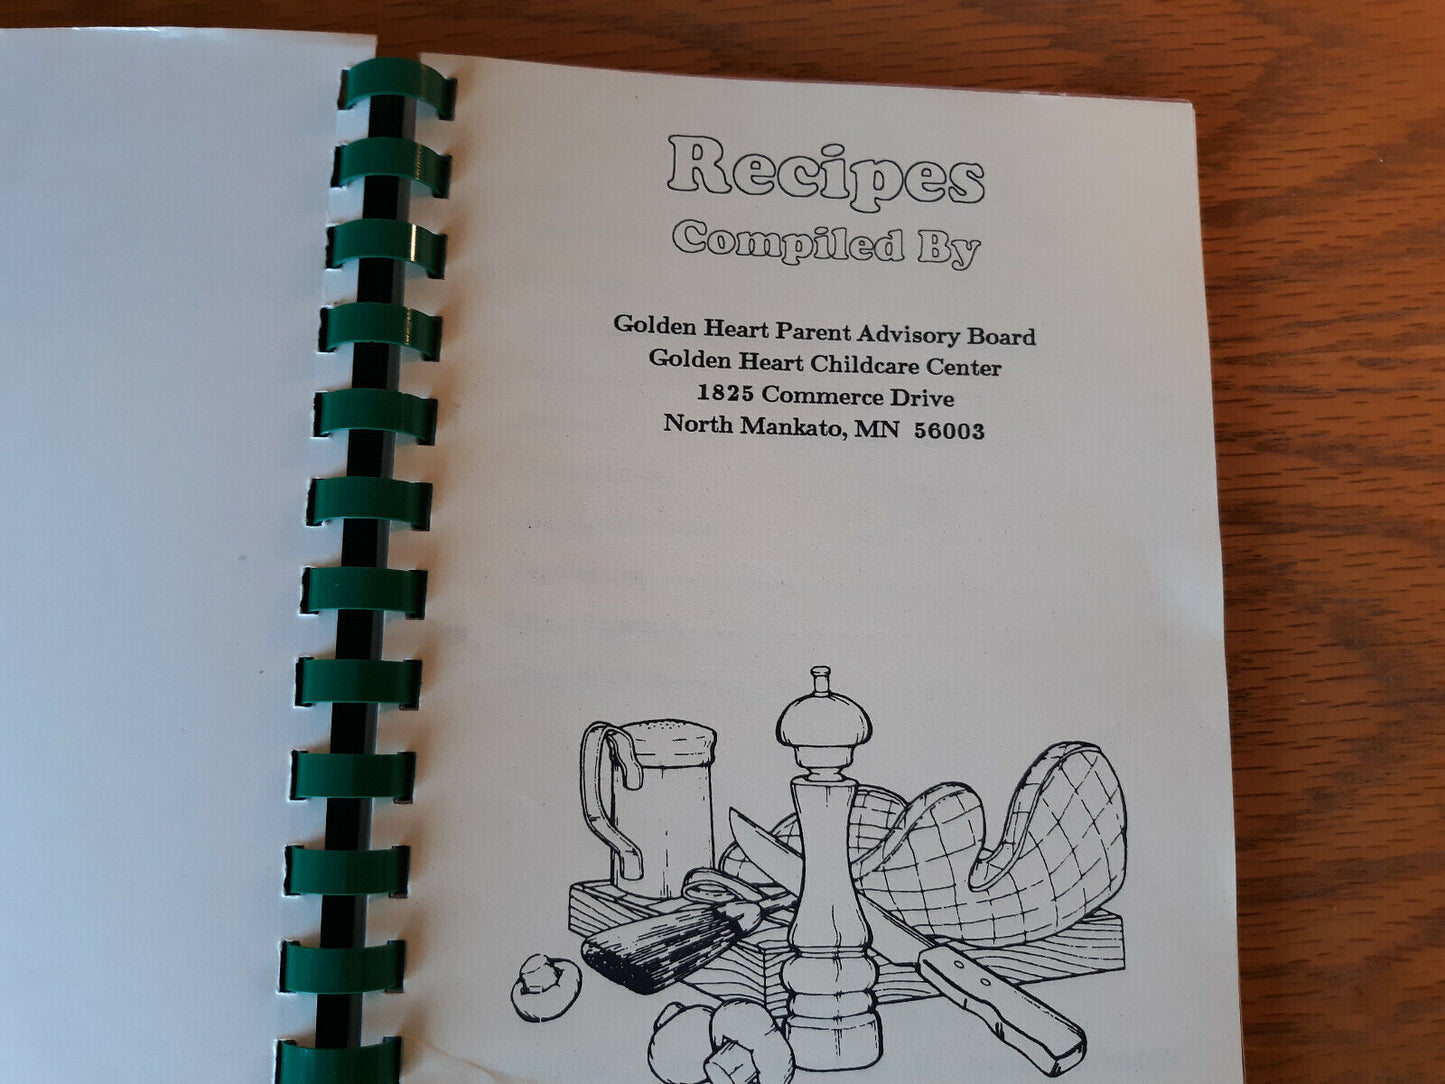 Recipes
Compiled By
Golden Heart Parent Advisory Board
Golden Heart Childcare Center
1825 Commerce Drive
North Mankato, MN 56003